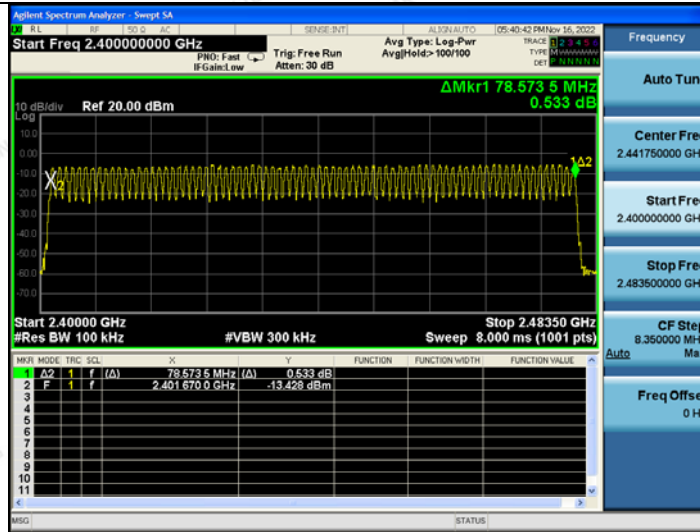 Agilent Spectrum Analyzer - Swept SA
RL RF 50 Ω AC SENSE:INT ALIGN AUTO 05:40:42 PM Nov 16, 2022
Start Freq 2.400000000 GHz
PNO: Fast
IFGain:Low
Trig: Free Run
Atten: 30 dB
Avg Type: Log-Pwr
Avg|Hold:>100/100
TRACE 1 2 3 4 5 6
TYPE
DET P N N N N N
ΔMkr1 78.573 5 MHz
0.533 dB
10 dB/div Ref 20.00 dBm
Log
10.0
0.00
-10.0
-20.0
-30.0
-40.0
-50.0
-60.0
-70.0
2
1Δ2
Start 2.40000 GHz Stop 2.48350 GHz
#Res BW 100 kHz #VBW 300 kHz Sweep 8.000 ms (1001 pts)
MKR MODE TRC SCL X Y FUNCTION FUNCTION WIDTH FUNCTION VALUE
1 Δ2 1 f (Δ) 78.573 5 MHz (Δ) 0.533 dB
2 F 1 f 2.401 670 0 GHz -13.428 dBm
3
4
5
6
7
8
9
10
11
MSG STATUS
Frequency
Auto Tun
Center Fre
2.441750000 GH
Start Fre
2.400000000 GH
Stop Fre
2.483500000 GH
CF Step
8.350000 MH
Auto Ma
Freq Offse
0 H